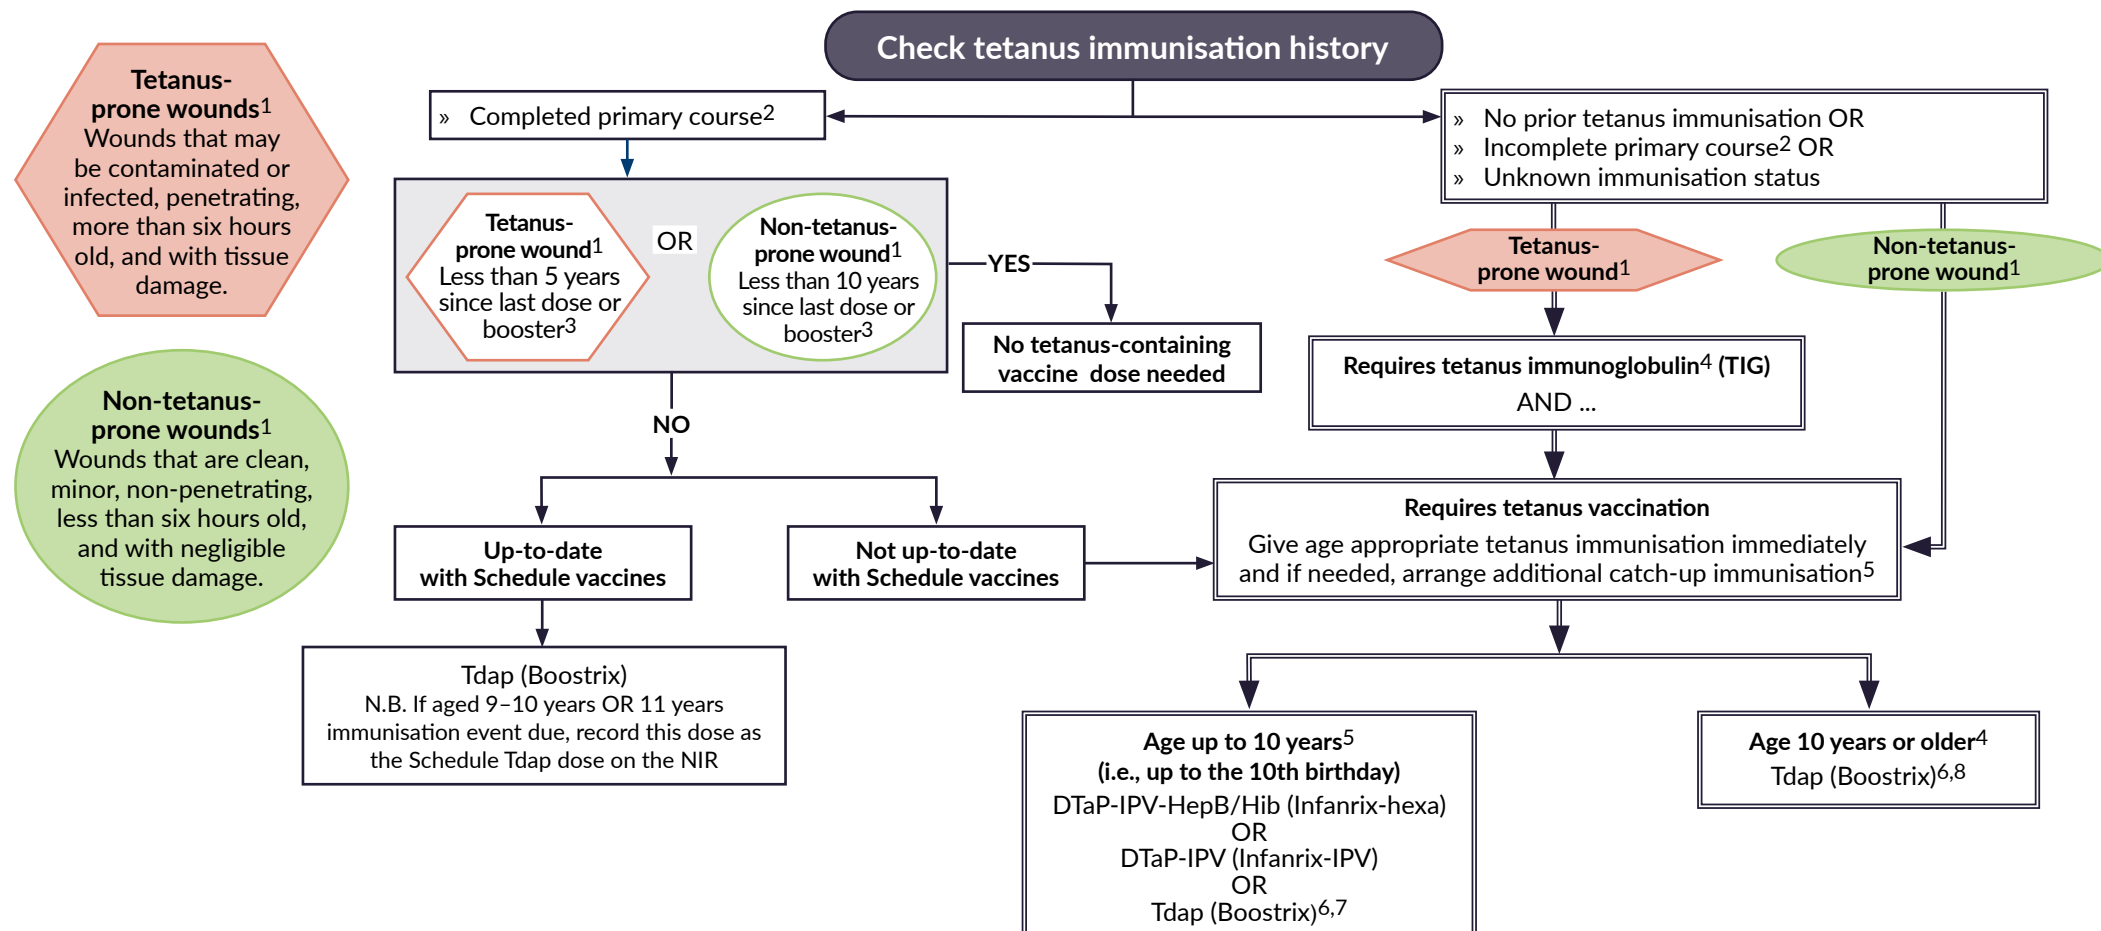 Check tetanus immunisation history
Tetanus-
prone wounds1
Wounds that may
be contaminated or
infected, penetrating,
more than six hours
old, and with tissue
damage.
Non-tetanus-
prone wounds1
Wounds that are clean,
minor, non-penetrating,
less than six hours old,
and with negligible
tissue damage.
» Completed primary course2
» No prior tetanus immunisation OR
» Incomplete primary course2 OR
» Unknown immunisation status
Tetanus-
prone wound1
Less than 5 years
since last dose or
booster3
OR
Non-tetanus-
prone wound1
Less than 10 years
since last dose or
booster3
YES
No tetanus-containing
vaccine dose needed
NO
Tetanus-
prone wound1
Non-tetanus-
prone wound1
Requires tetanus immunoglobulin4 (TIG)
AND ...
Up-to-date
with Schedule vaccines
Not up-to-date
with Schedule vaccines
Requires tetanus vaccination
Give age appropriate tetanus immunisation immediately
and if needed, arrange additional catch-up immunisation5
Tdap (Boostrix)
N.B. If aged 9–10 years OR 11 years
immunisation event due, record this dose as
the Schedule Tdap dose on the NIR
Age up to 10 years5
(i.e., up to the 10th birthday)
DTaP-IPV-HepB/Hib (Infanrix-hexa)
OR
DTaP-IPV (Infanrix-IPV)
OR
Tdap (Boostrix)6,7
Age 10 years or older4
Tdap (Boostrix)6,8